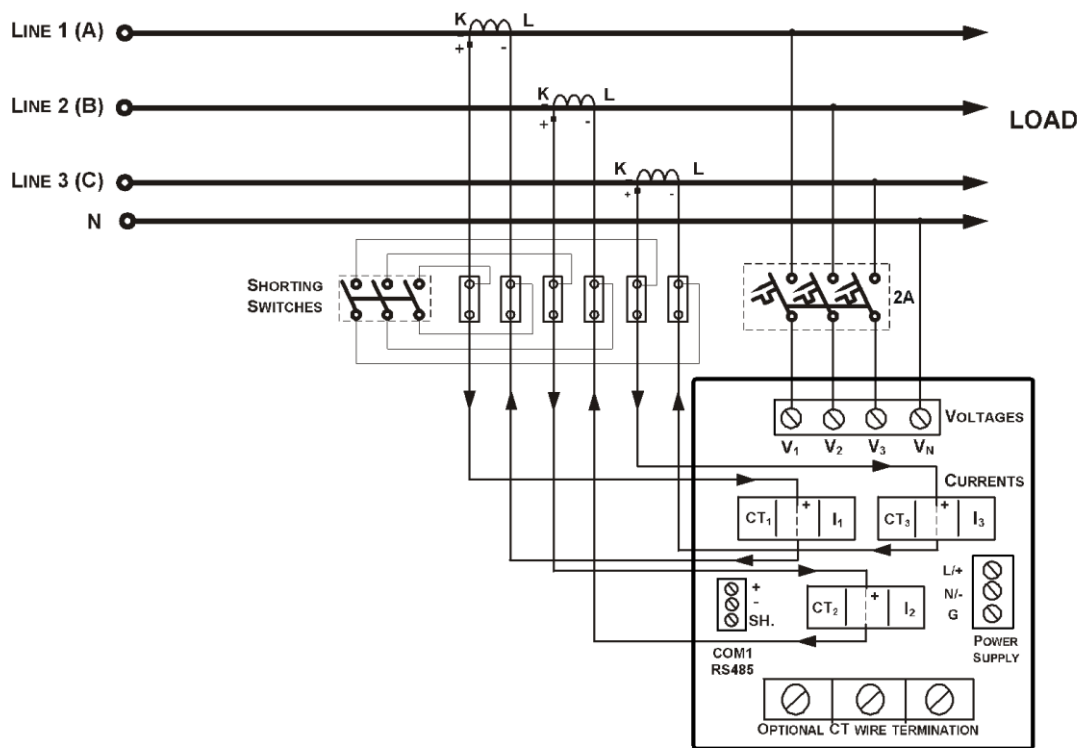 K L
LINE 1 (A)
+ -
K L
LINE 2 (B)
+ -
LOAD
K L
LINE 3 (C)
+ -
N
SHORTING
SWITCHES
2A
VOLTAGES
V1 V2 V3 VN
CURRENTS
CT1 + I1
CT3 + I3
L/+
N/-
G
POWER
SUPPLY
+
-
SH.
COM1
RS485
CT2 + I2
OPTIONAL CT WIRE TERMINATION